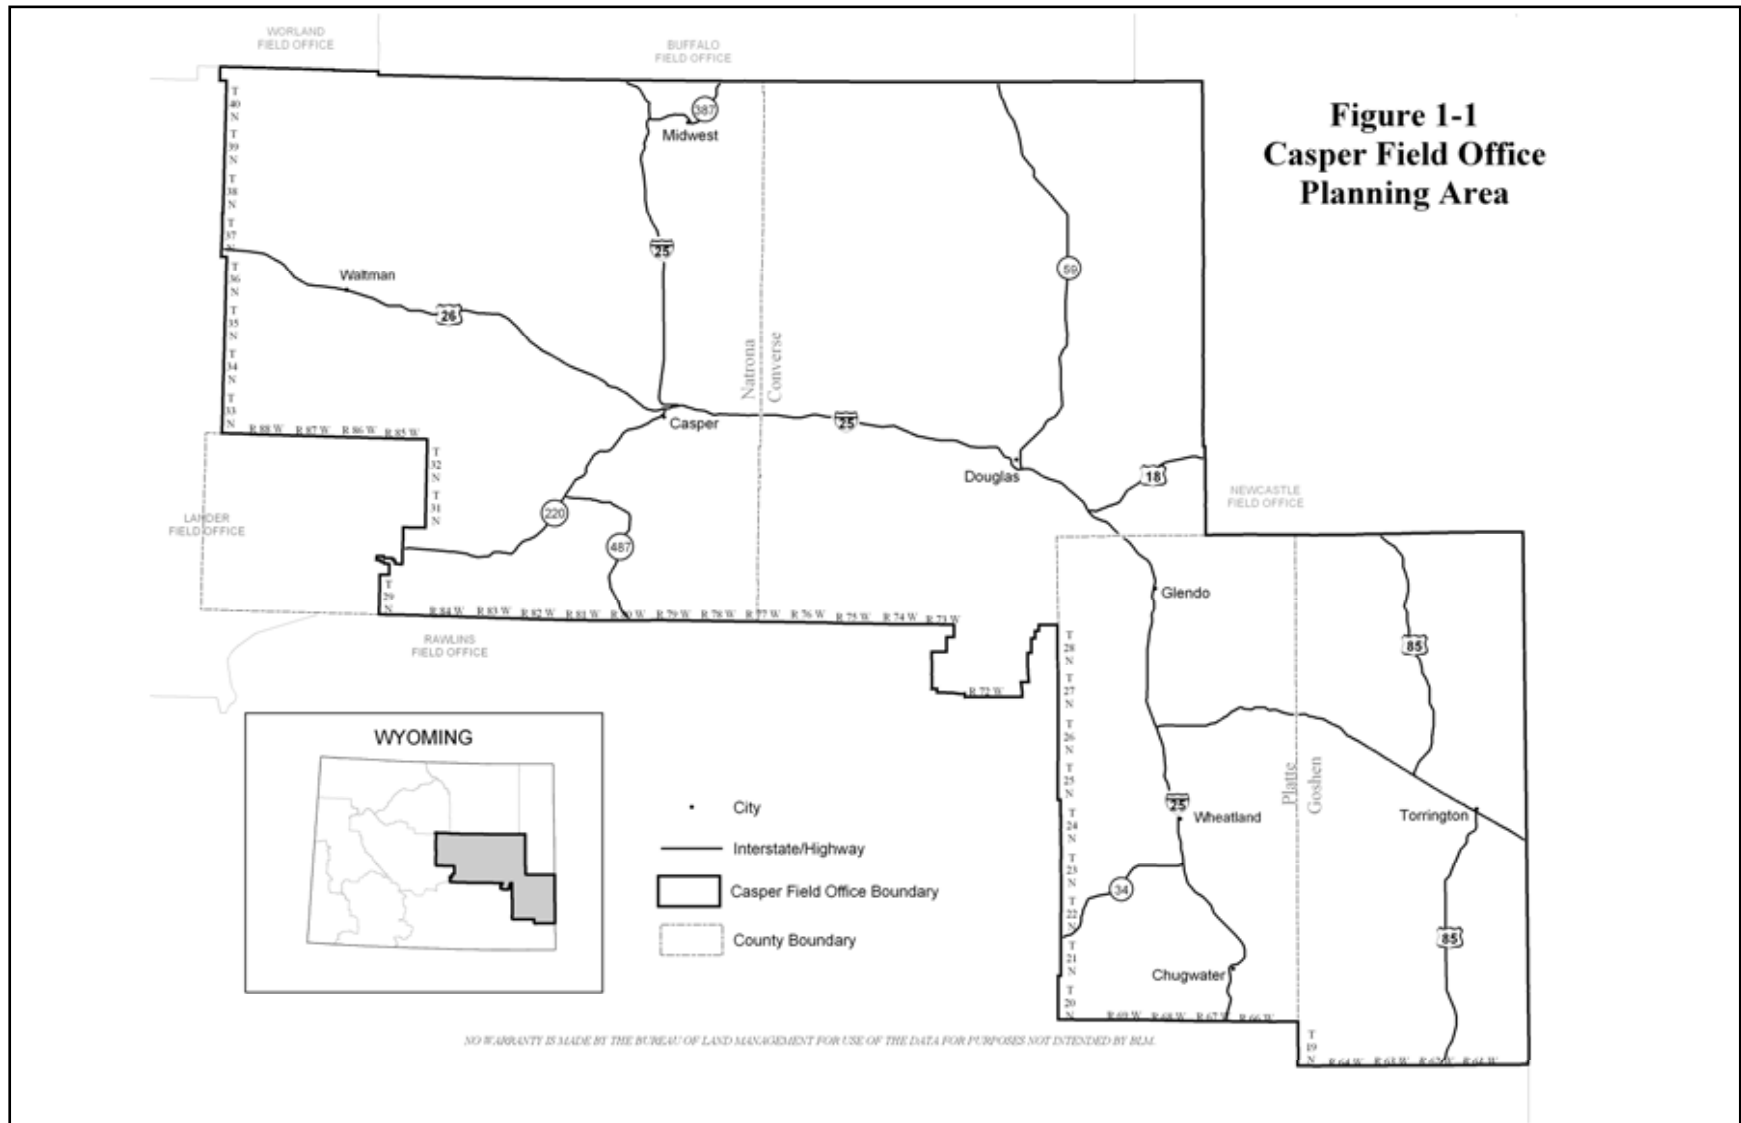 WORLAND
FIELD OFFICE
BUFFALO
FIELD OFFICE
Figure 1-1
Casper Field Office
Planning Area
T
40
N
T
39
N
T
38
N
T
37
N
T
36
N
T
35
N
T
34
N
T
33
N
387
Midwest
25
59
Waltman
26
Natrona
Converse
Casper
25
R 88 W R 87 W R 86 W R 85 W
T
32
N
T
31
N
Douglas
18
NEWCASTLE
FIELD OFFICE
LANDER
FIELD OFFICE
220
487
T
29
N
Glendo
R 84 W R 83 W R 82 W R 81 W R 80 W R 79 W R 78 W R 77 W R 76 W R 75 W R 74 W R 73 W
RAWLINS
FIELD OFFICE
85
R 72 W
T
28
N
T
27
N
T
26
N
T
25
N
T
24
N
T
23
N
T
22
N
T
21
N
T
20
N
WYOMING
Platte
Goshen
25
Wheatland
Torrington
City
Interstate/Highway
Casper Field Office Boundary
County Boundary
34
85
Chugwater
R 69 W R 68 W R 67 W R 66 W
T
19
N
R 64 W R 63 W R 62 W R 61 W
NO WARRANTY IS MADE BY THE BUREAU OF LAND MANAGEMENT FOR USE OF THE DATA FOR PURPOSES NOT INTENDED BY BLM.